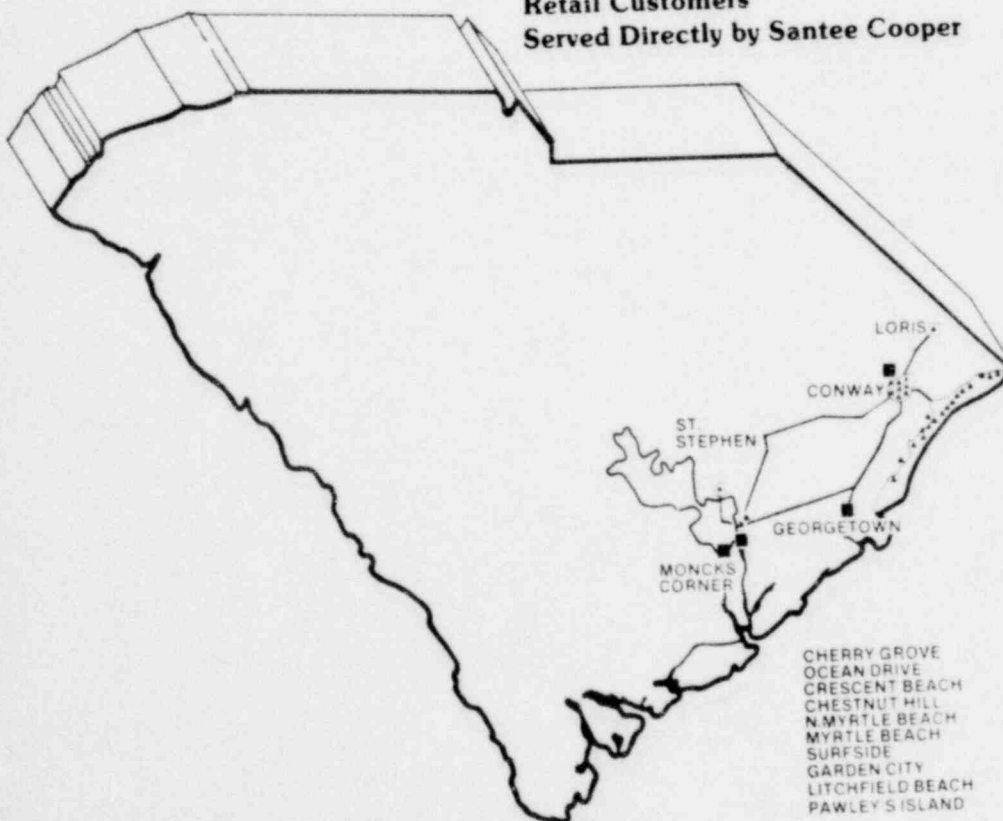 Retail Customers
Served Directly by Santee Cooper
LORIS
CONWAY
ST.
STEPHEN
GEORGETOWN
MONCKS
CORNER
CHERRY GROVE
OCEAN DRIVE
CRESCENT BEACH
CHESTNUT HILL
N.MYRTLE BEACH
MYRTLE BEACH
SURFSIDE
GARDEN CITY
LITCHFIELD BEACH
PAWLEY'S ISLAND